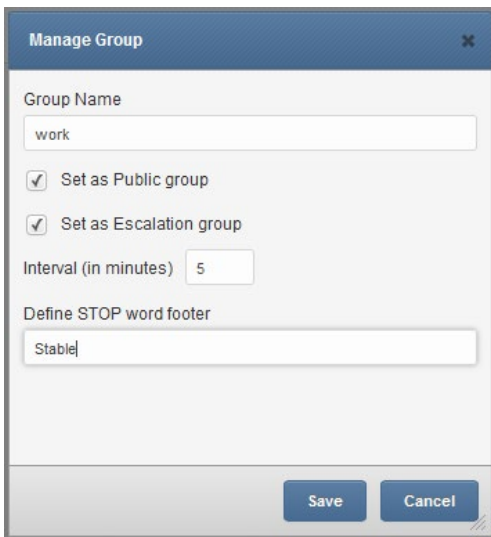 Manage Group
Group Name
work
Set as Public group
Set as Escalation group
Interval (in minutes) 5
Define STOP word footer
Stable
Save Cancel